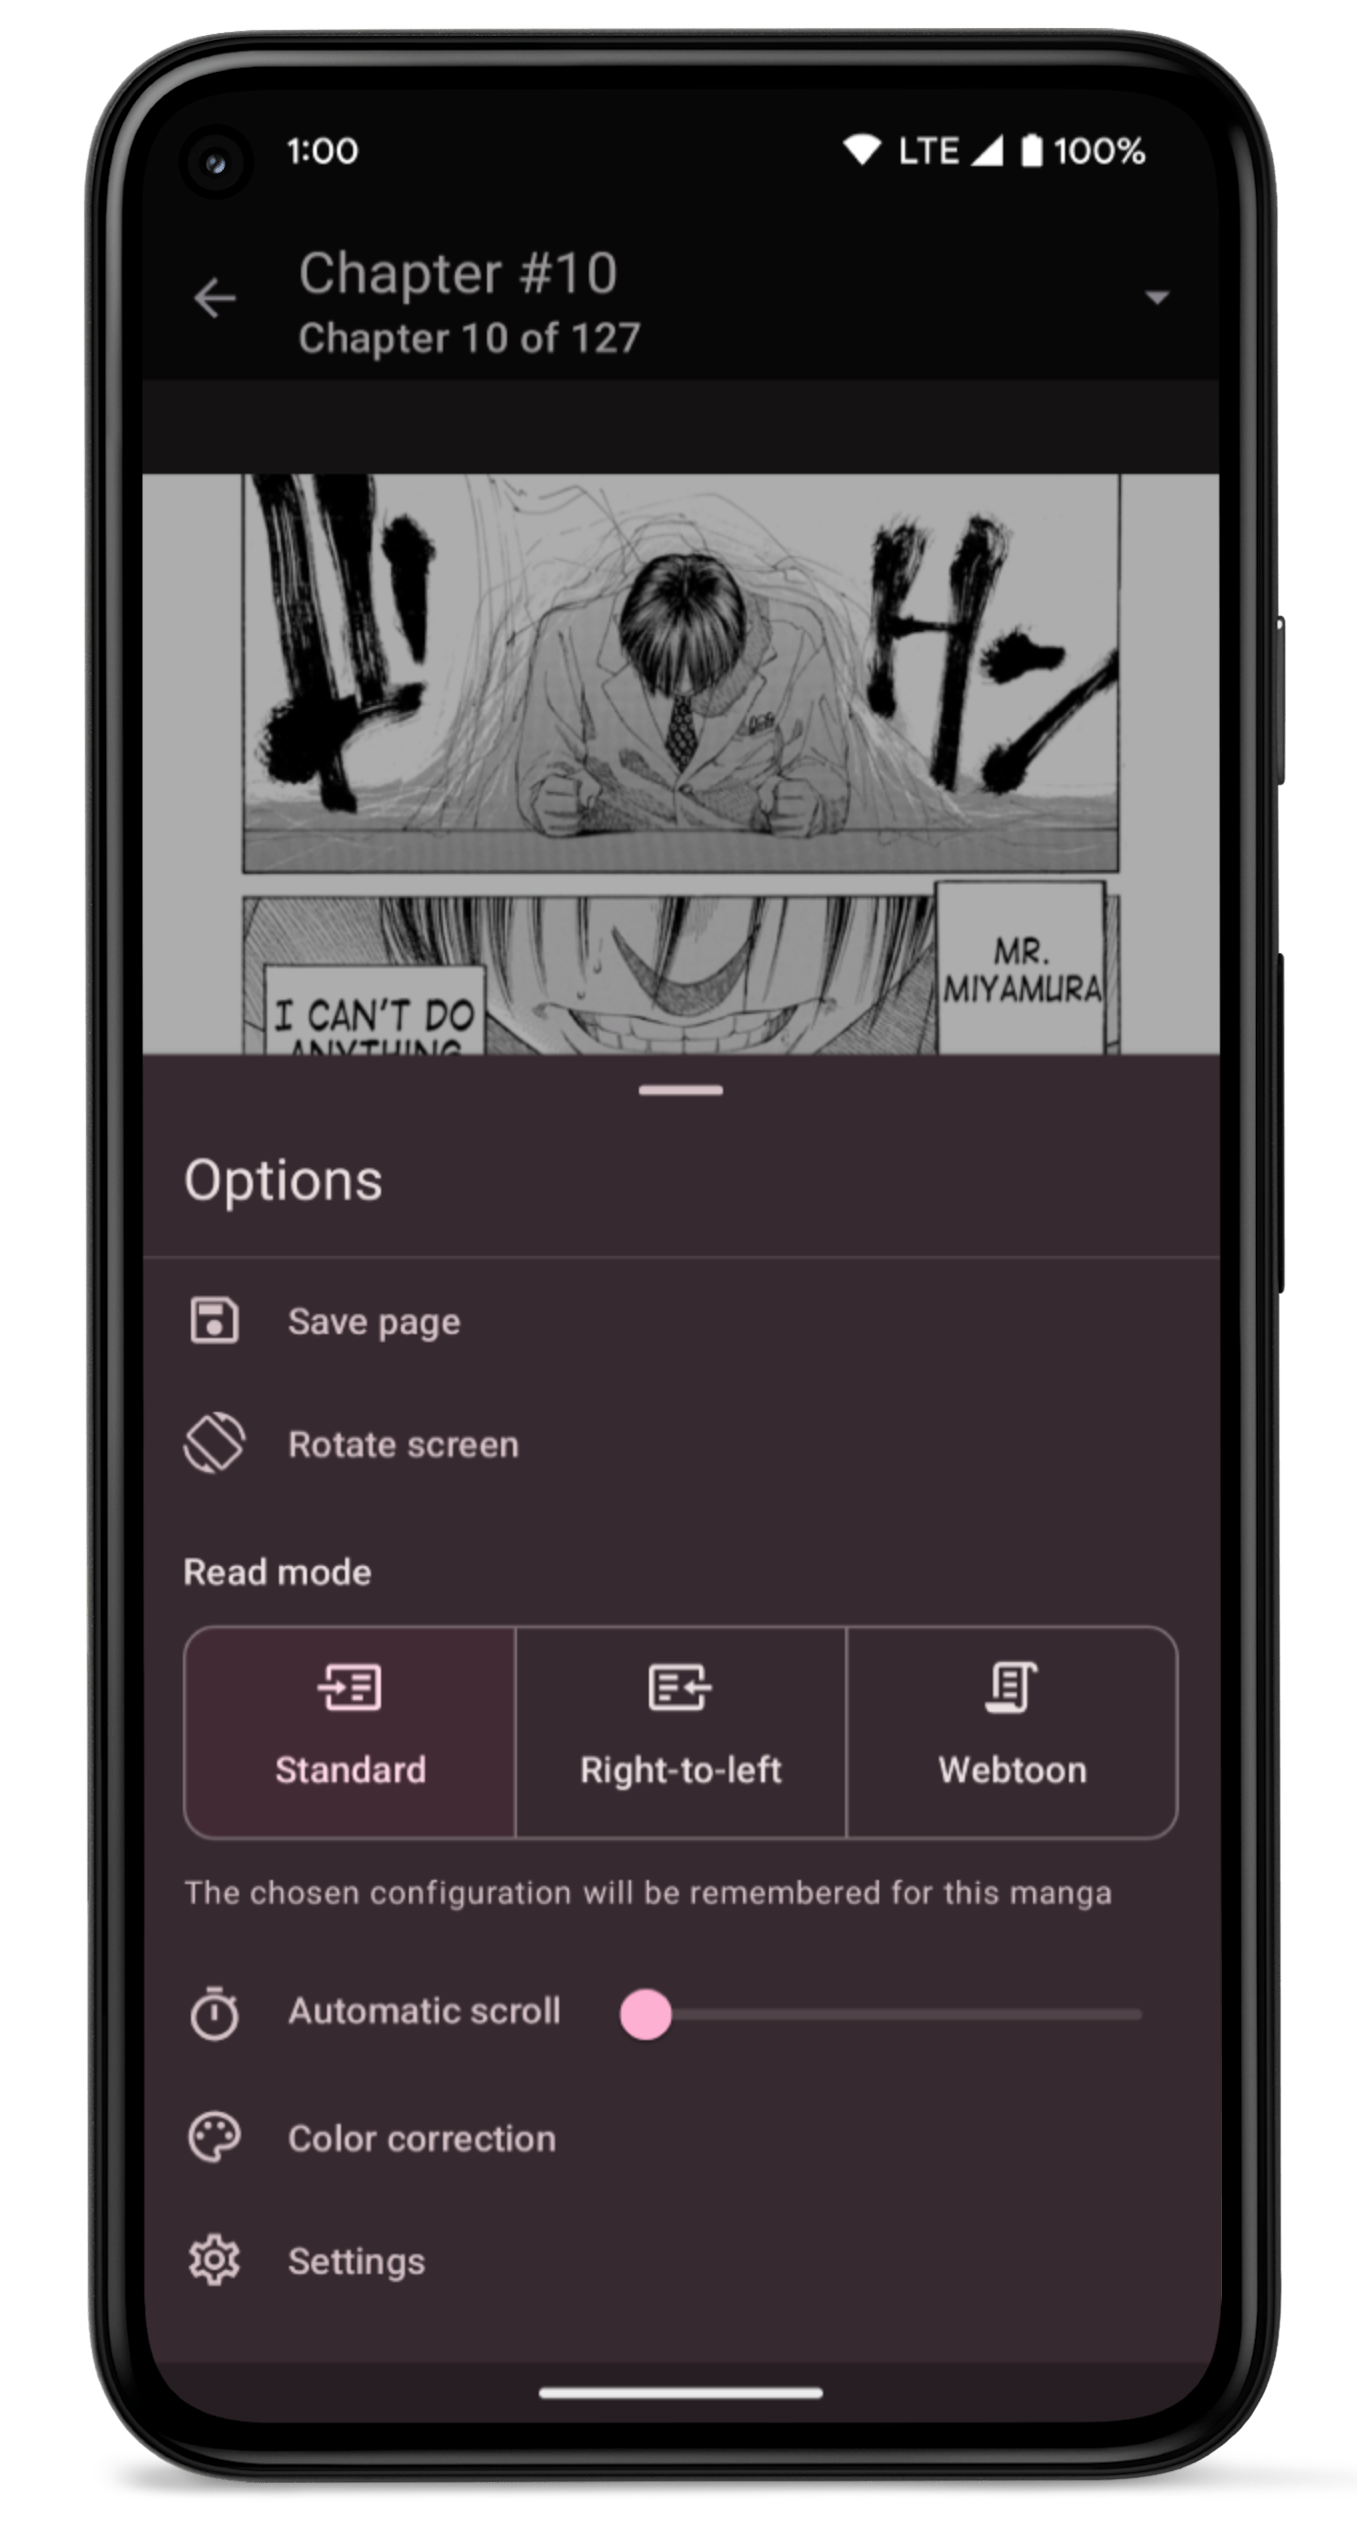 1:00
LTE 100%
Chapter #10
Chapter 10 of 127
MR.
MIYAMURA
I CAN'T DO
ANYTHING
Options
Save page
Rotate screen
Read mode
Standard
Right-to-left
Webtoon
The chosen configuration will be remembered for this manga
Automatic scroll
Color correction
Settings